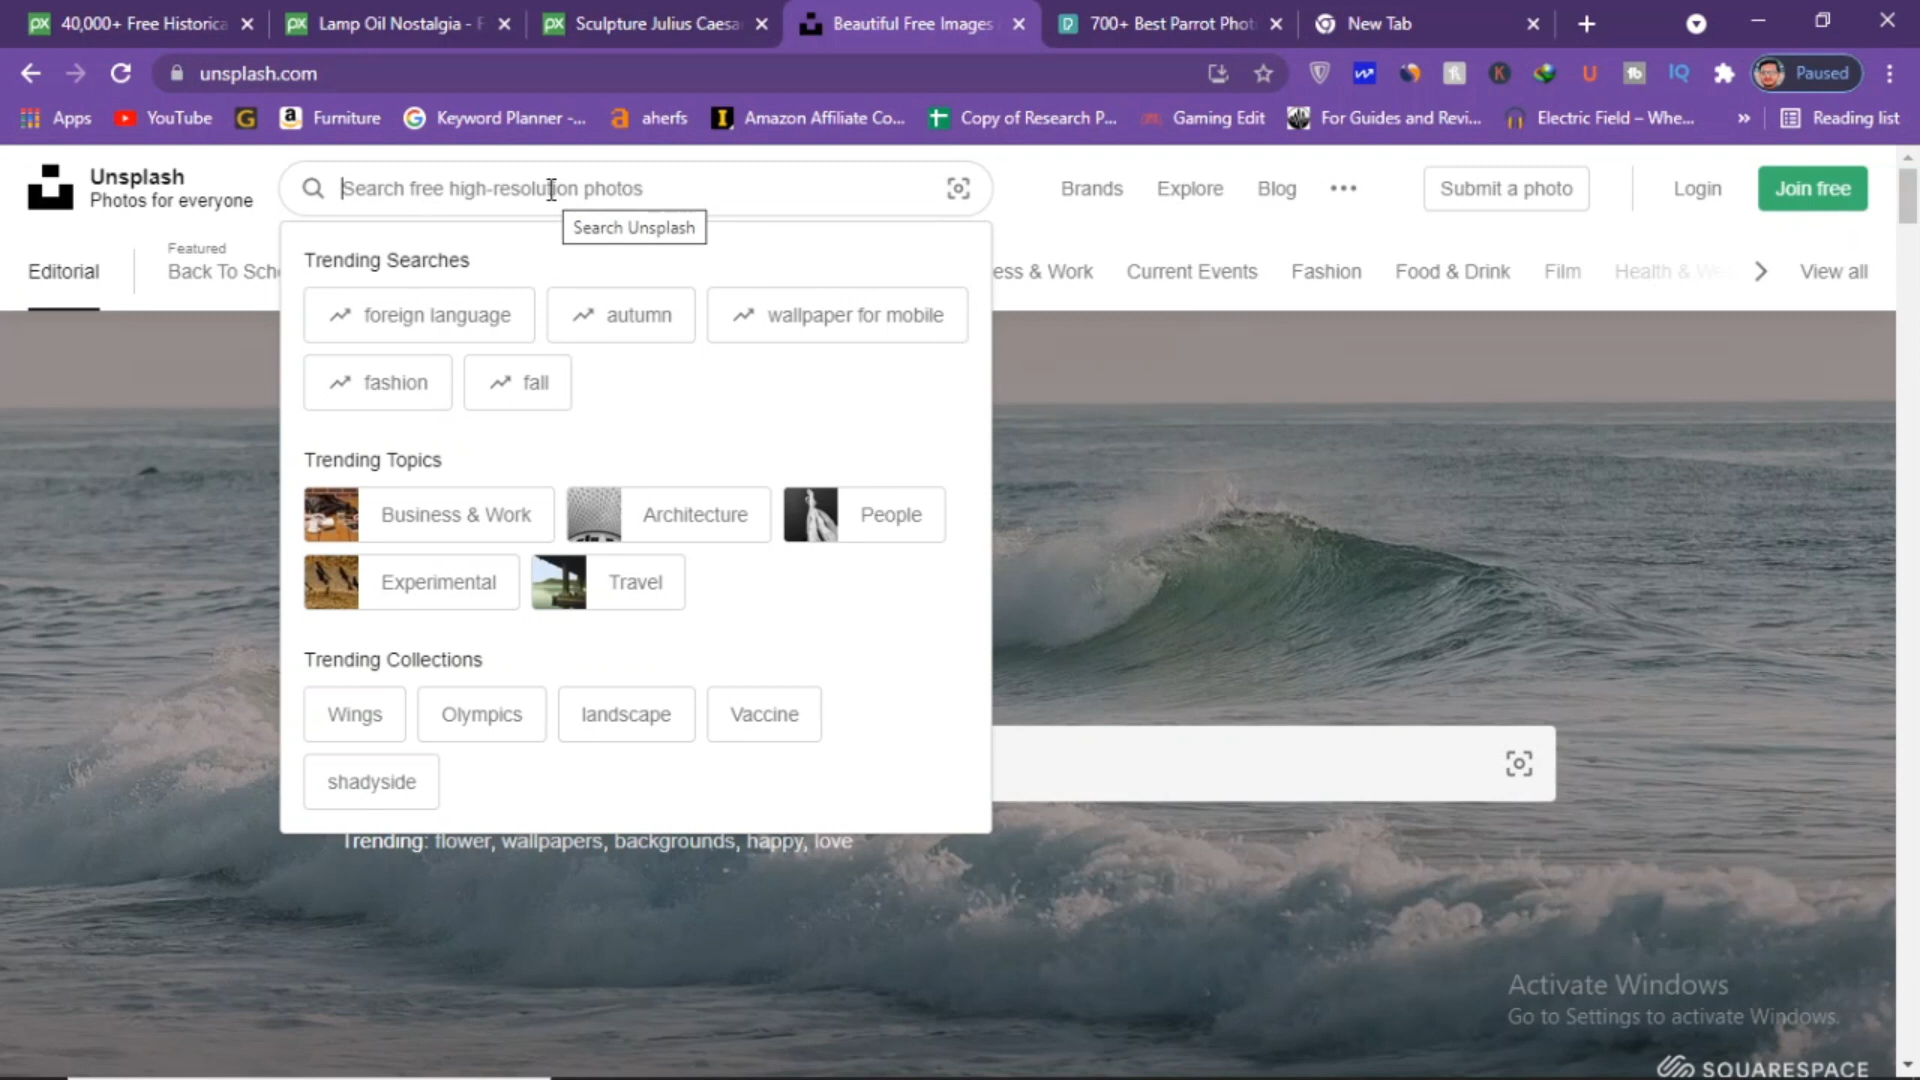 40,000+ Free Historica
Lamp Oil Nostalgia - F
Sculpture Julius Caesa
Beautiful Free Images
700+ Best Parrot Phot
New Tab
unsplash.com
Paused
Apps
YouTube
Furniture
Keyword Planner -...
aherfs
Amazon Affiliate Co...
Copy of Research P...
Gaming Edit
For Guides and Revi...
Electric Field – Whe...
Reading list
Unsplash
Photos for everyone
Search free high-resolution photos
Search Unsplash
Brands
Explore
Blog
Submit a photo
Login
Join free
Editorial
Featured
Back To Sch
ess & Work
Current Events
Fashion
Food & Drink
Film
Health & We
View all
Trending Searches
foreign language
autumn
wallpaper for mobile
fashion
fall
Trending Topics
Business & Work
Architecture
People
Experimental
Travel
Trending Collections
Wings
Olympics
landscape
Vaccine
shadyside
Trending: flower, wallpapers, backgrounds, happy, love
Activate Windows
Go to Settings to activate Windows.
SQUARESPACE